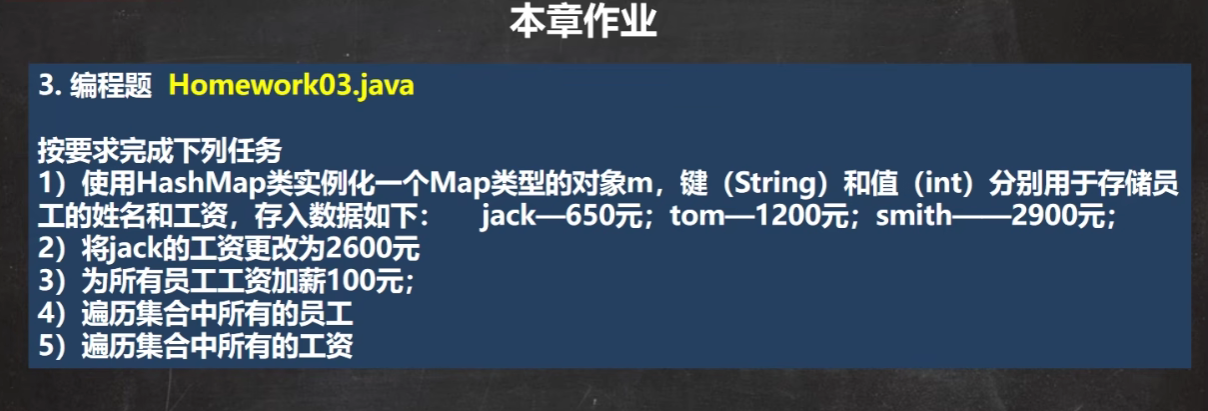 本章作业
3. 编程题 Homework03.java
按要求完成下列任务
1）使用HashMap类实例化一个Map类型的对象m，键（String）和值（int）分别用于存储员
工的姓名和工资，存入数据如下： jack—650元；tom—1200元；smith——2900元；
2）将jack的工资更改为2600元
3）为所有员工工资加薪100元；
4）遍历集合中所有的员工
5）遍历集合中所有的工资